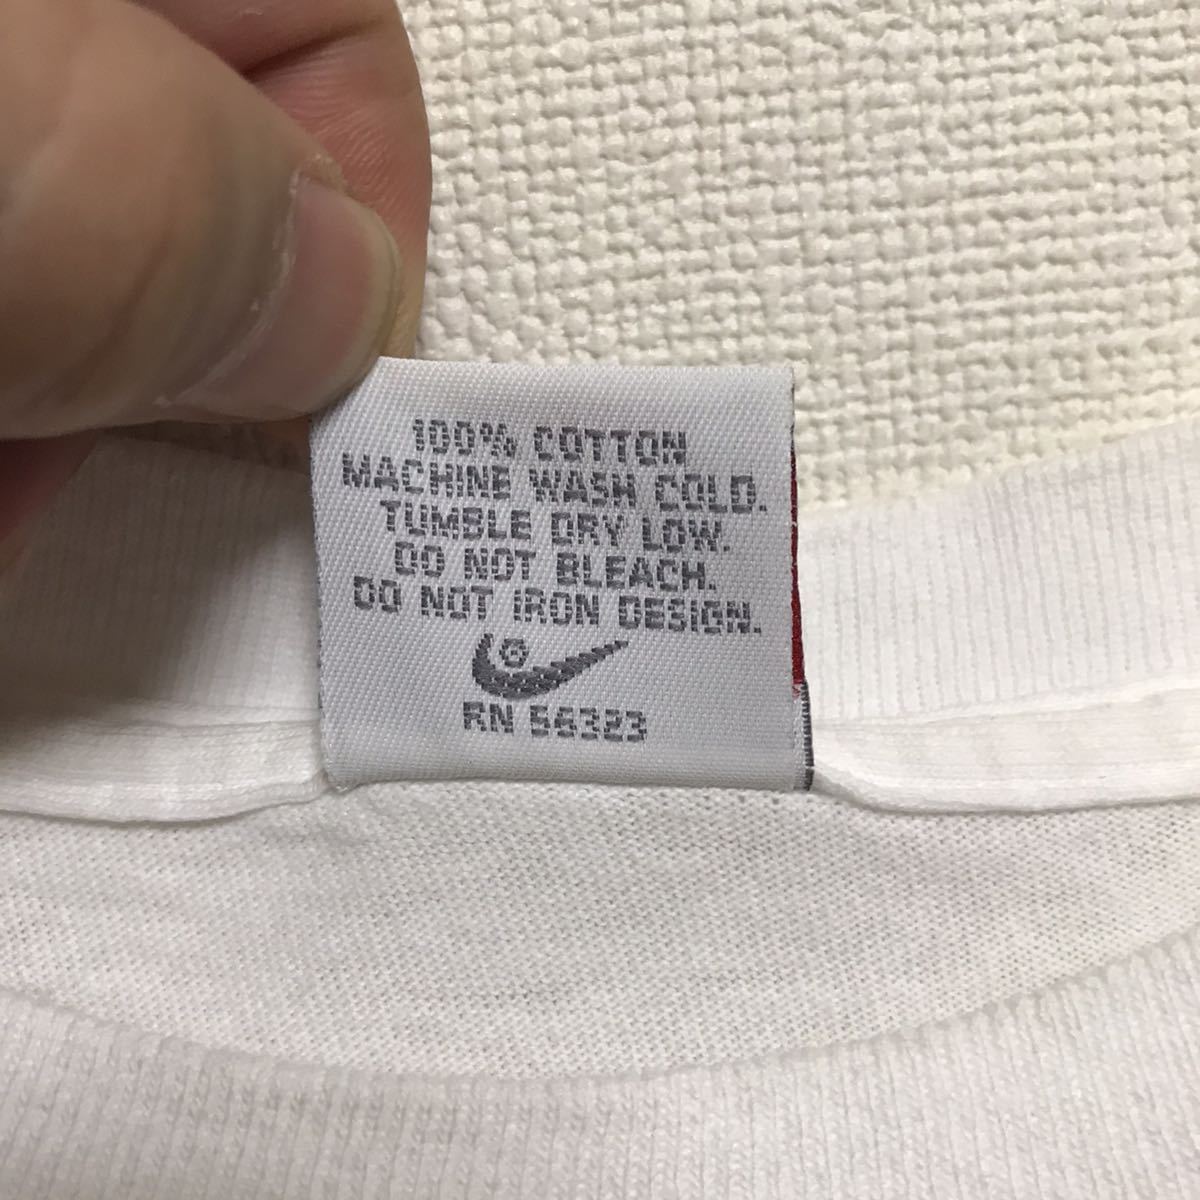 100% COTTON
MACHINE WASH COLD.
TUMBLE DRY LOW.
DO NOT BLEACH.
DO NOT IRON DESIGN.
RN 56323